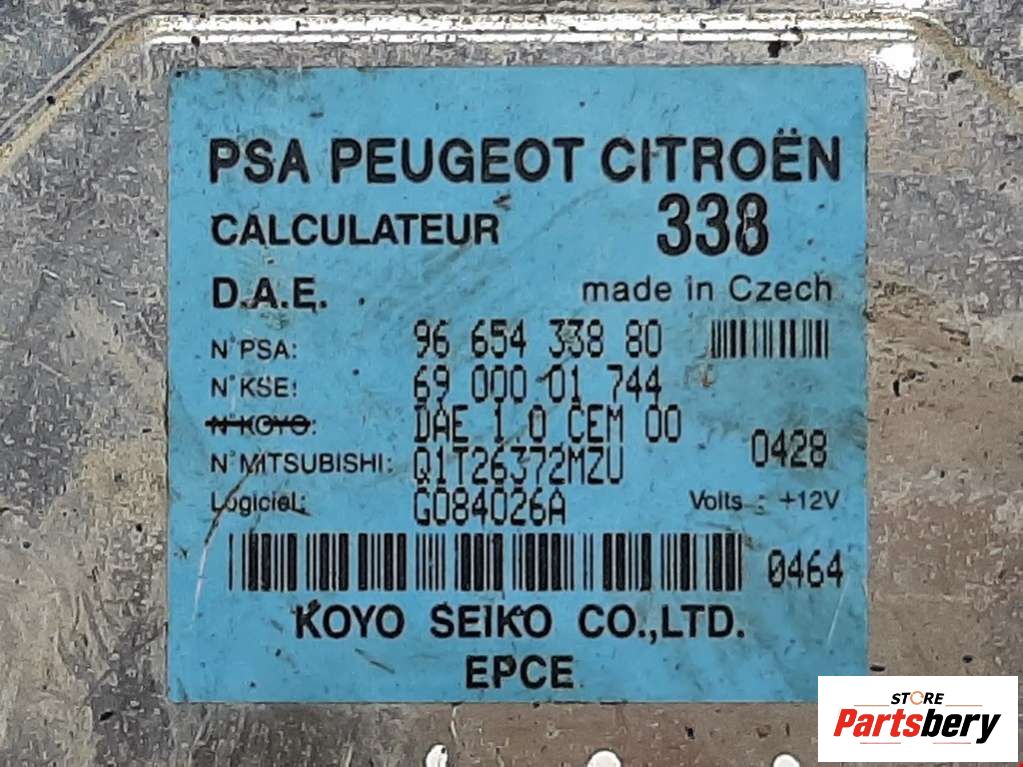 PSA PEUGEOT CITROËN
CALCULATEUR 338
D.A.E. made in Czech
N°PSA: 96 654 338 80
N°KSE: 69 000 01 744
N°KOYO: DAE 1.0 CEM 00
N°MITSUBISHI: Q1T26372MZU 0428
Logiciel: G084026A Volts : +12V
0464
KOYO SEIKO CO.,LTD.
EPCE
STORE
Partsbery